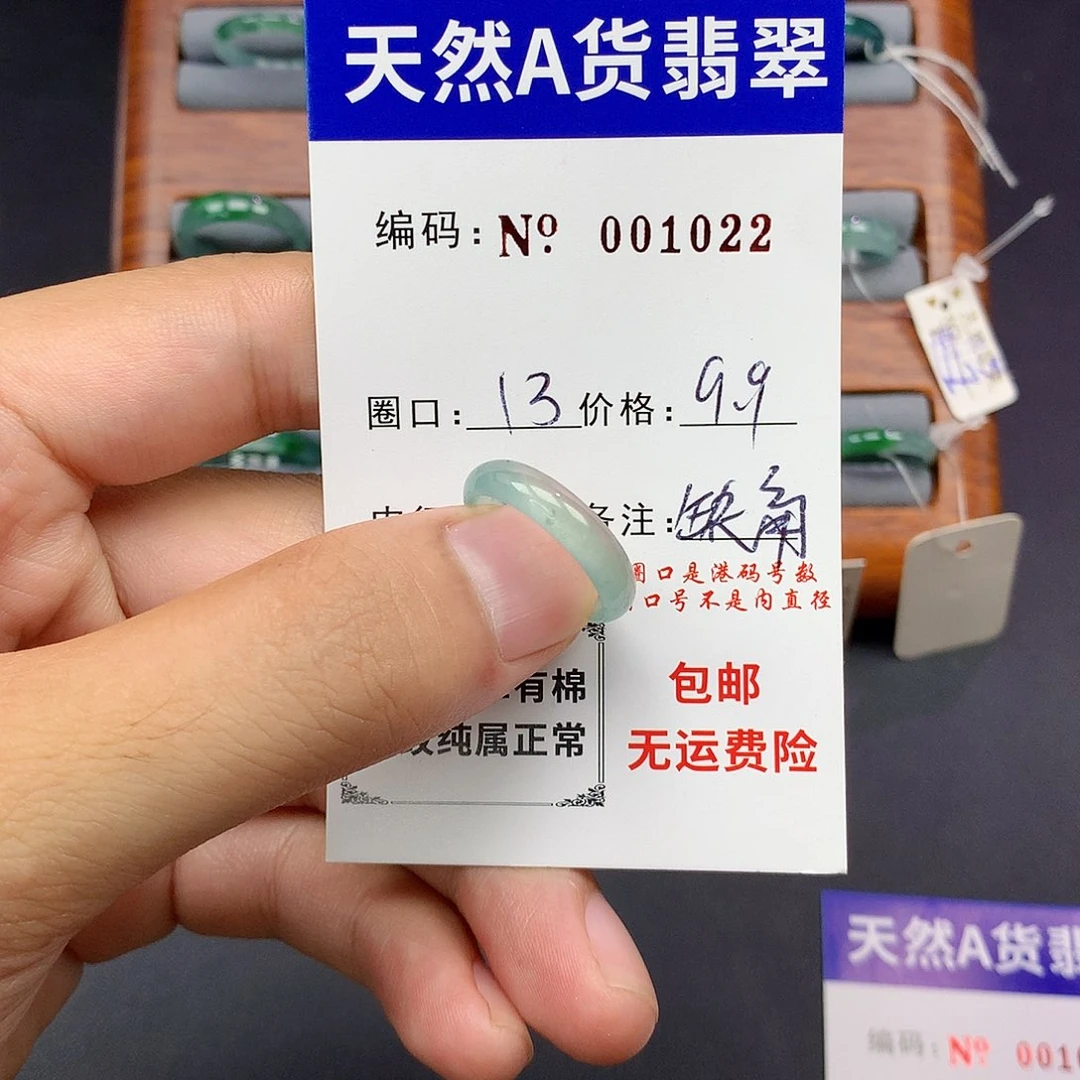 天然A货翡翠
编码: Nº 001022
圈口: 13 价格: 99
备注: 缺角
圈口是港码号数
口号不是内直径
有棉
纹纯属正常
包邮
无运费险
天然A货翡
编码: Nº 001